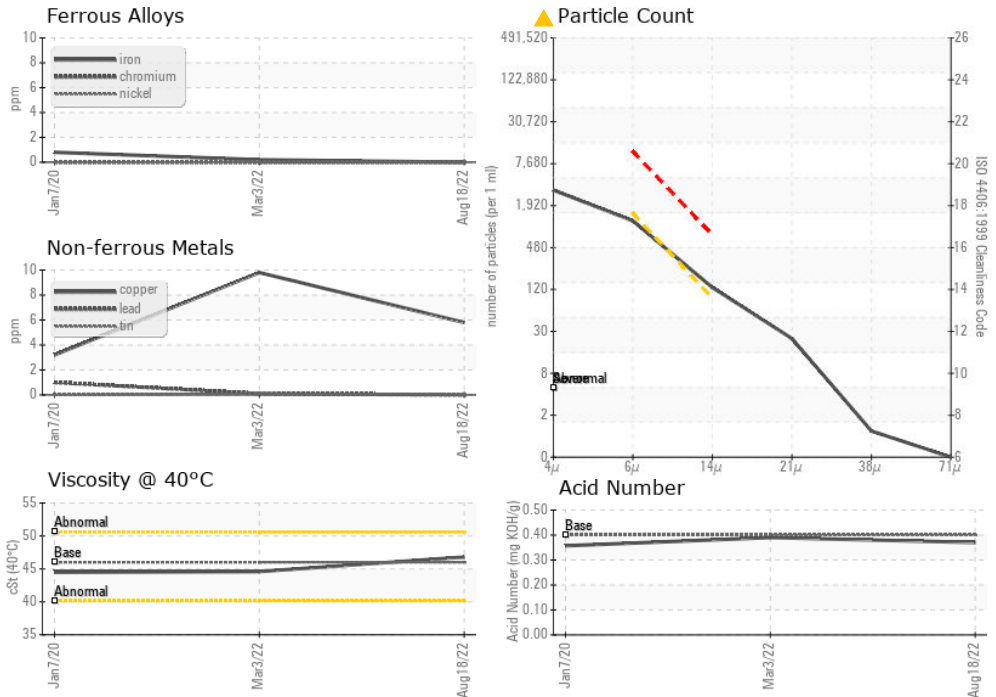 Ferrous Alloys
10
8
6
4
2
0
ppm
iron
chromium
nickel
Jan7/20
Mar3/22
Aug18/22
Non-ferrous Metals
10
8
6
4
2
0
ppm
copper
lead
tin
Jan7/20
Mar3/22
Aug18/22
Viscosity @ 40°C
55
50
45
40
35
cSt (40°C)
Abnormal
Base
Abnormal
Jan7/20
Mar3/22
Aug18/22
Particle Count
491,520
122,880
30,720
7,680
1,920
480
120
30
8
2
0
number of particles (per 1 ml)
Abnormal
26
24
22
20
18
16
14
12
10
8
6
ISO 4406:1999 Cleanliness Code
4µ
6µ
14µ
21µ
38µ
71µ
Acid Number
0.50
0.40
0.30
0.20
0.10
0.00
Acid Number (mg KOH/g)
Base
Jan7/20
Mar3/22
Aug18/22